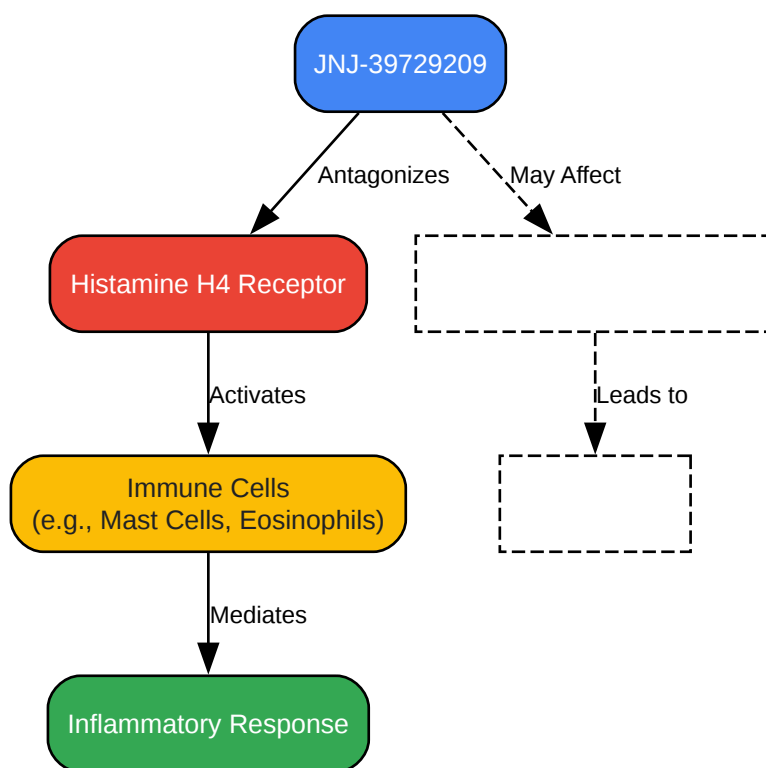 JNJ-39729209
Antagonizes
May Affect
Histamine H4 Receptor
Activates
Leads to
Immune Cells
(e.g., Mast Cells, Eosinophils)
Mediates
Inflammatory Response